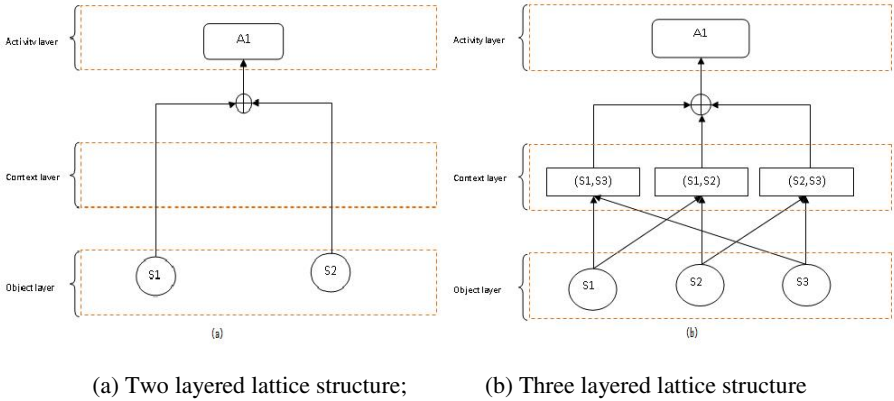 Activity layer
A1
Context layer
Object layer
S1
S2
(a)
Activity layer
A1
Context layer
(S1,S3)
(S1,S2)
(S2,S3)
Object layer
S1
S2
S3
(b)
(a) Two layered lattice structure;
(b) Three layered lattice structure